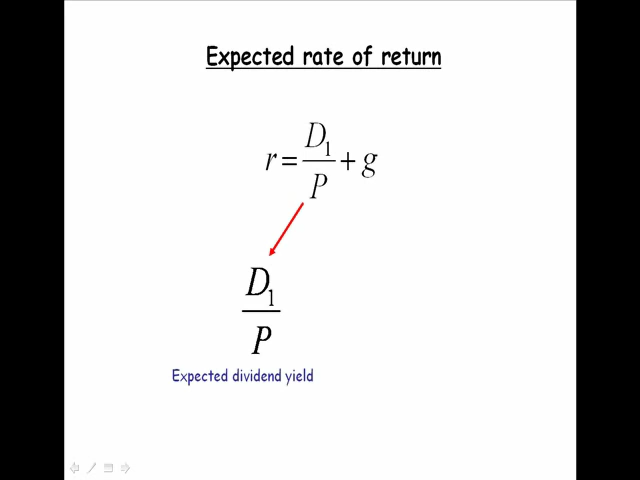 Expected rate of return
r = D₁/P + g
D₁/P
Expected dividend yield